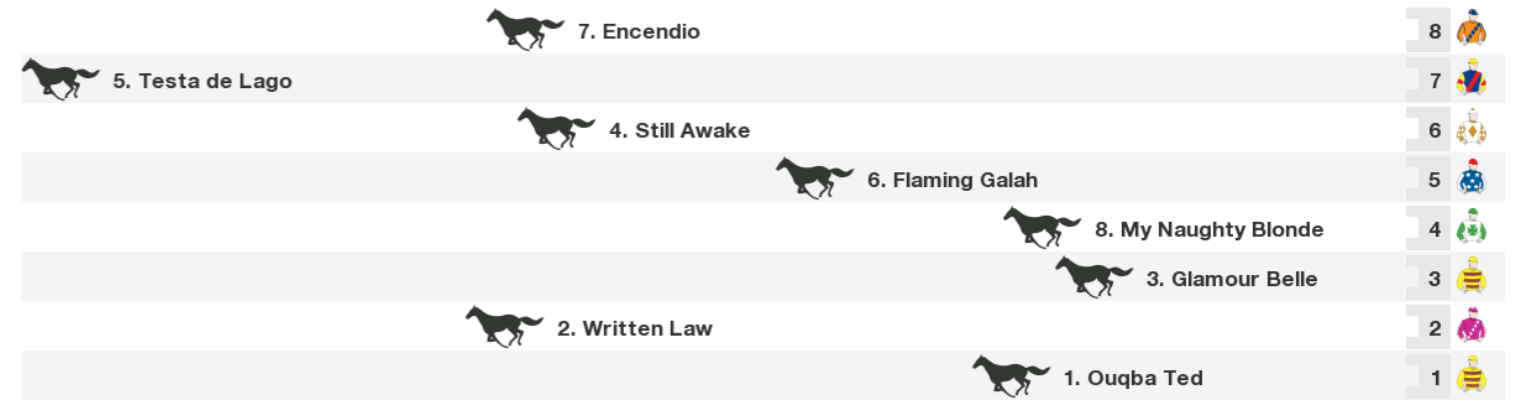 7. Encendio 8
5. Testa de Lago 7
4. Still Awake 6
6. Flaming Galah 5
8. My Naughty Blonde 4
3. Glamour Belle 3
2. Written Law 2
1. Ouqba Ted 1